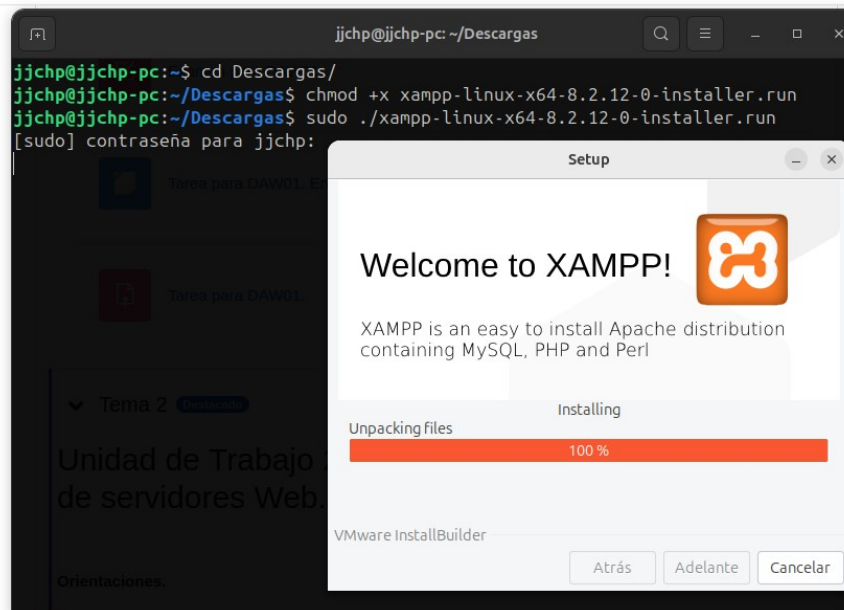 jjchp@jjchp-pc: ~/Descargas
jjchp@jjchp-pc:~$ cd Descargas/
jjchp@jjchp-pc:~/Descargas$ chmod +x xampp-linux-x64-8.2.12-0-installer.run
jjchp@jjchp-pc:~/Descargas$ sudo ./xampp-linux-x64-8.2.12-0-installer.run
[sudo] contraseña para jjchp:
Setup
Tarea para DAW01.
Welcome to XAMPP!
Tarea para DAW01.
XAMPP is an easy to install Apache distribution
containing MySQL, PHP and Perl
Tema 2 Destacado
Installing
Unpacking files
100 %
Unidad de Trabajo
de servidores Web.
VMware InstallBuilder
Atrás Adelante Cancelar
Orientaciones.